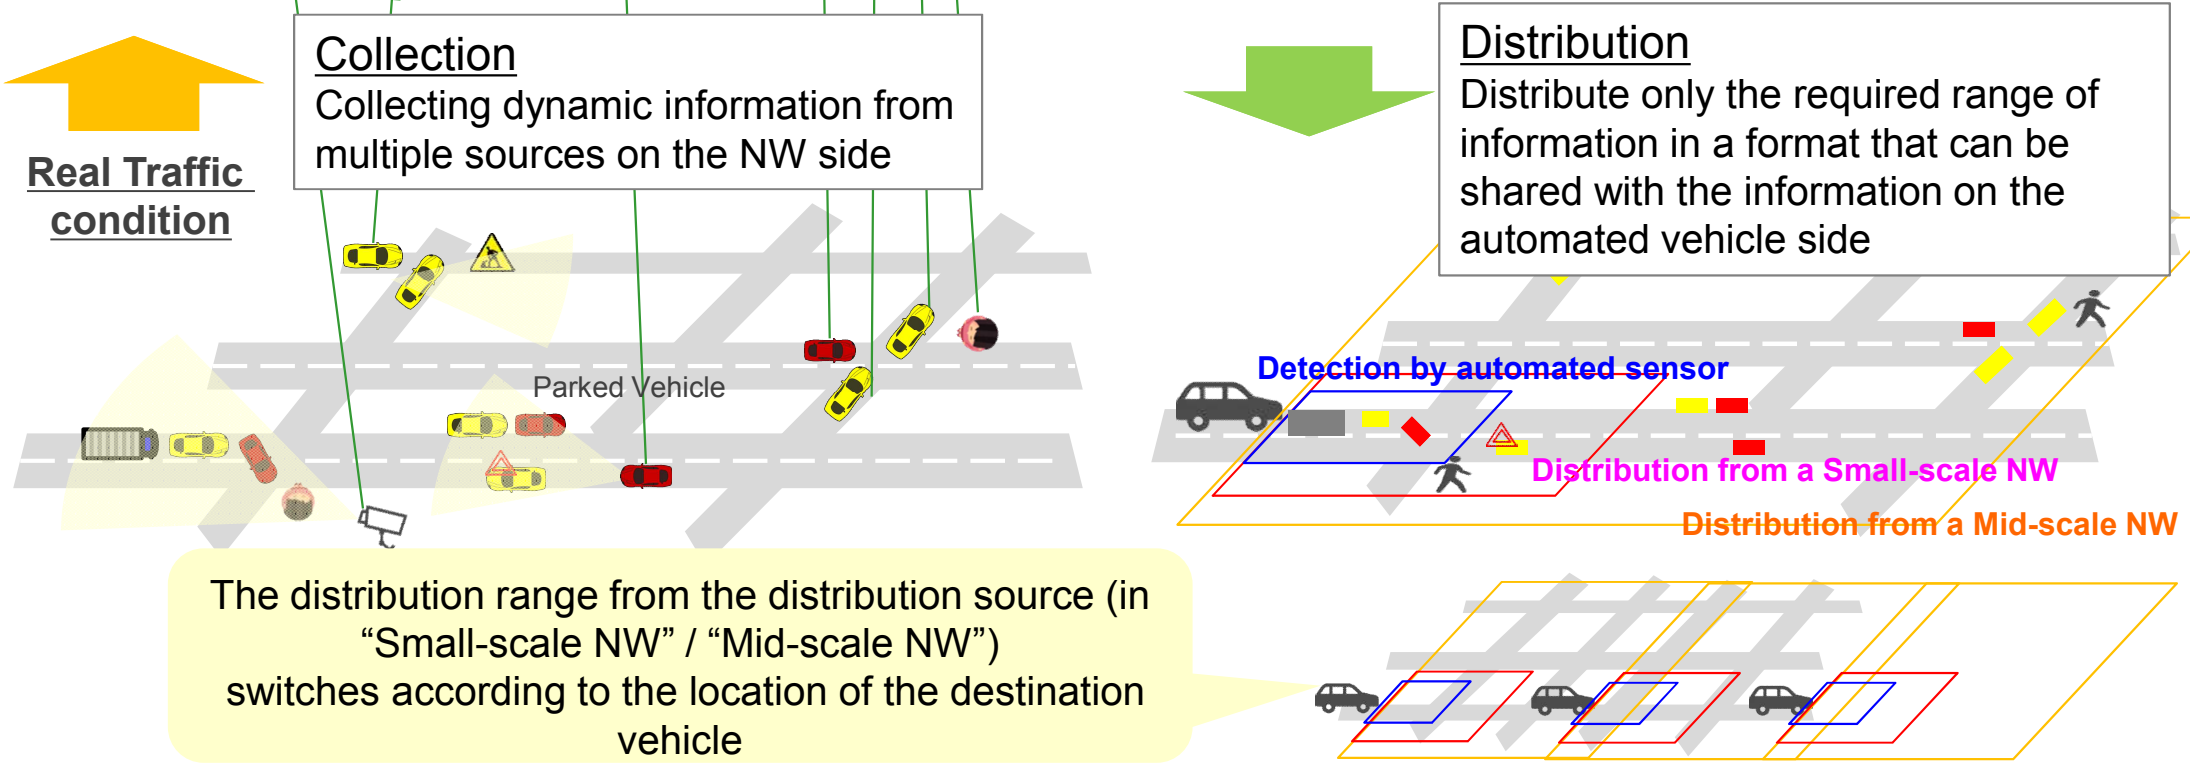 Collection
Collecting dynamic information from
multiple sources on the NW side
Real Traffic
condition
Parked Vehicle
Distribution
Distribute only the required range of
information in a format that can be
shared with the information on the
automated vehicle side
Detection by automated sensor
Distribution from a Small-scale NW
Distribution from a Mid-scale NW
The distribution range from the distribution source (in
“Small-scale NW” / “Mid-scale NW”)
switches according to the location of the destination
vehicle